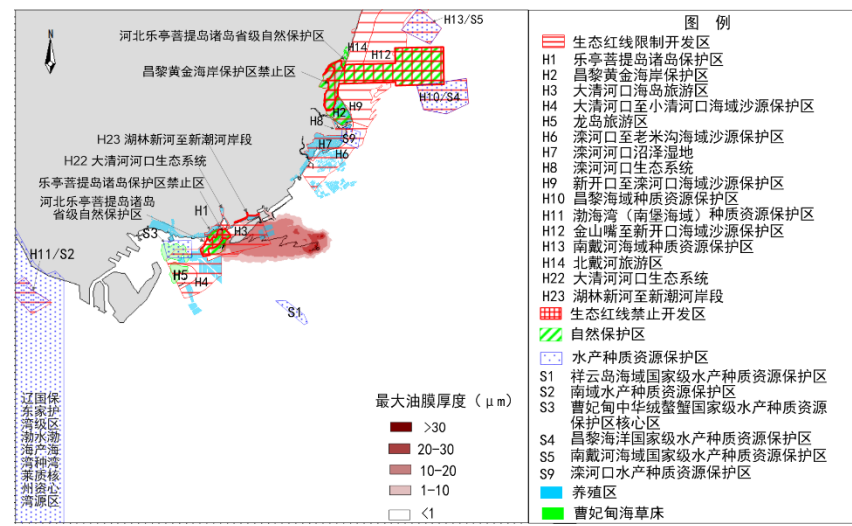 N
H13/S5
河北乐亭菩提岛诸岛省级自然保护区
H14
H12
昌黎黄金海岸保护区禁止区
H10/S4
H9
H2
H8
S9
H7
H6
H23 湖林新河至新潮河岸段
H22 大清河河口生态系统
乐亭菩提岛诸岛保护区禁止区
河北乐亭菩提岛诸岛
省级自然保护区
H1
H3
S3
H11/S2
H5
H4
S1
辽国保
东家护
湾级区
渤水渤
海产海
湾种湾
莱质核
州资心
湾源区
最大油膜厚度（μm）
>30
20-30
10-20
1-10
<1
图 例
生态红线限制开发区
H1 乐亭菩提岛诸岛保护区
H2 昌黎黄金海岸保护区
H3 大清河口海岛旅游区
H4 大清河口至小清河口海域沙源保护区
H5 龙岛旅游区
H6 滦河河口至老米沟海域沙源保护区
H7 滦河河口沼泽湿地
H8 滦河河口生态系统
H9 新开口至滦河口海域沙源保护区
H10 昌黎海域种质资源保护区
H11 渤海湾（南堡海域）种质资源保护区
H12 金山嘴至新开口海域沙源保护区
H13 南戴河海域种质资源保护区
H14 北戴河旅游区
H22 大清河河口生态系统
H23 湖林新河至新潮河岸段
生态红线禁止开发区
自然保护区
水产种质资源保护区
S1 祥云岛海域国家级水产种质资源保护区
S2 南域水产种质资源保护区
S3 曹妃甸中华绒螯蟹国家级水产种质资源
保护区核心区
S4 昌黎海洋国家级水产种质资源保护区
S5 南戴河海域国家级水产种质资源保护区
S9 滦河口水产种质资源保护区
养殖区
曹妃甸海草床